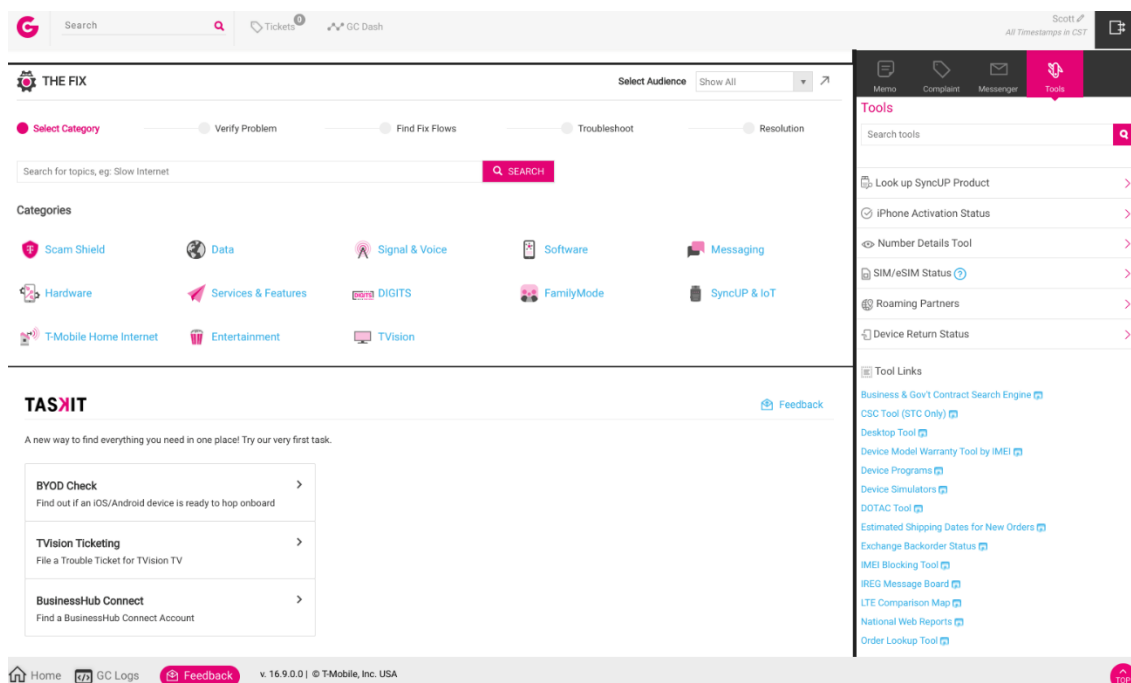 G Search Tickets 0 GC Dash Scott
All Timestamps in CST
THE FIX Select Audience Show All
Memo Complaint Messenger Tools
Select Category Verify Problem Find Fix Flows Troubleshoot Resolution
Search for topics, eg: Slow Internet SEARCH
Categories
Scam Shield Data Signal & Voice Software Messaging
Hardware Services & Features DIGITS DIGITS FamilyMode SyncUP & IoT
T-Mobile Home Internet Entertainment TVision
TASKIT Feedback
A new way to find everything you need in one place! Try our very first task.
BYOD Check
Find out if an iOS/Android device is ready to hop onboard
TVision Ticketing
File a Trouble Ticket for TVision TV
BusinessHub Connect
Find a BusinessHub Connect Account
Tools
Search tools
Look up SyncUP Product
iPhone Activation Status
Number Details Tool
SIM/eSIM Status ?
Roaming Partners
Device Return Status
Tool Links
Business & Gov't Contract Search Engine
CSC Tool (STC Only)
Desktop Tool
Device Model Warranty Tool by IMEI
Device Programs
Device Simulators
DOTAC Tool
Estimated Shipping Dates for New Orders
Exchange Backorder Status
IMEI Blocking Tool
IREG Message Board
LTE Comparison Map
National Web Reports
Order Lookup Tool
Home GC Logs Feedback v. 16.9.0.0 | © T-Mobile, Inc. USA TOP